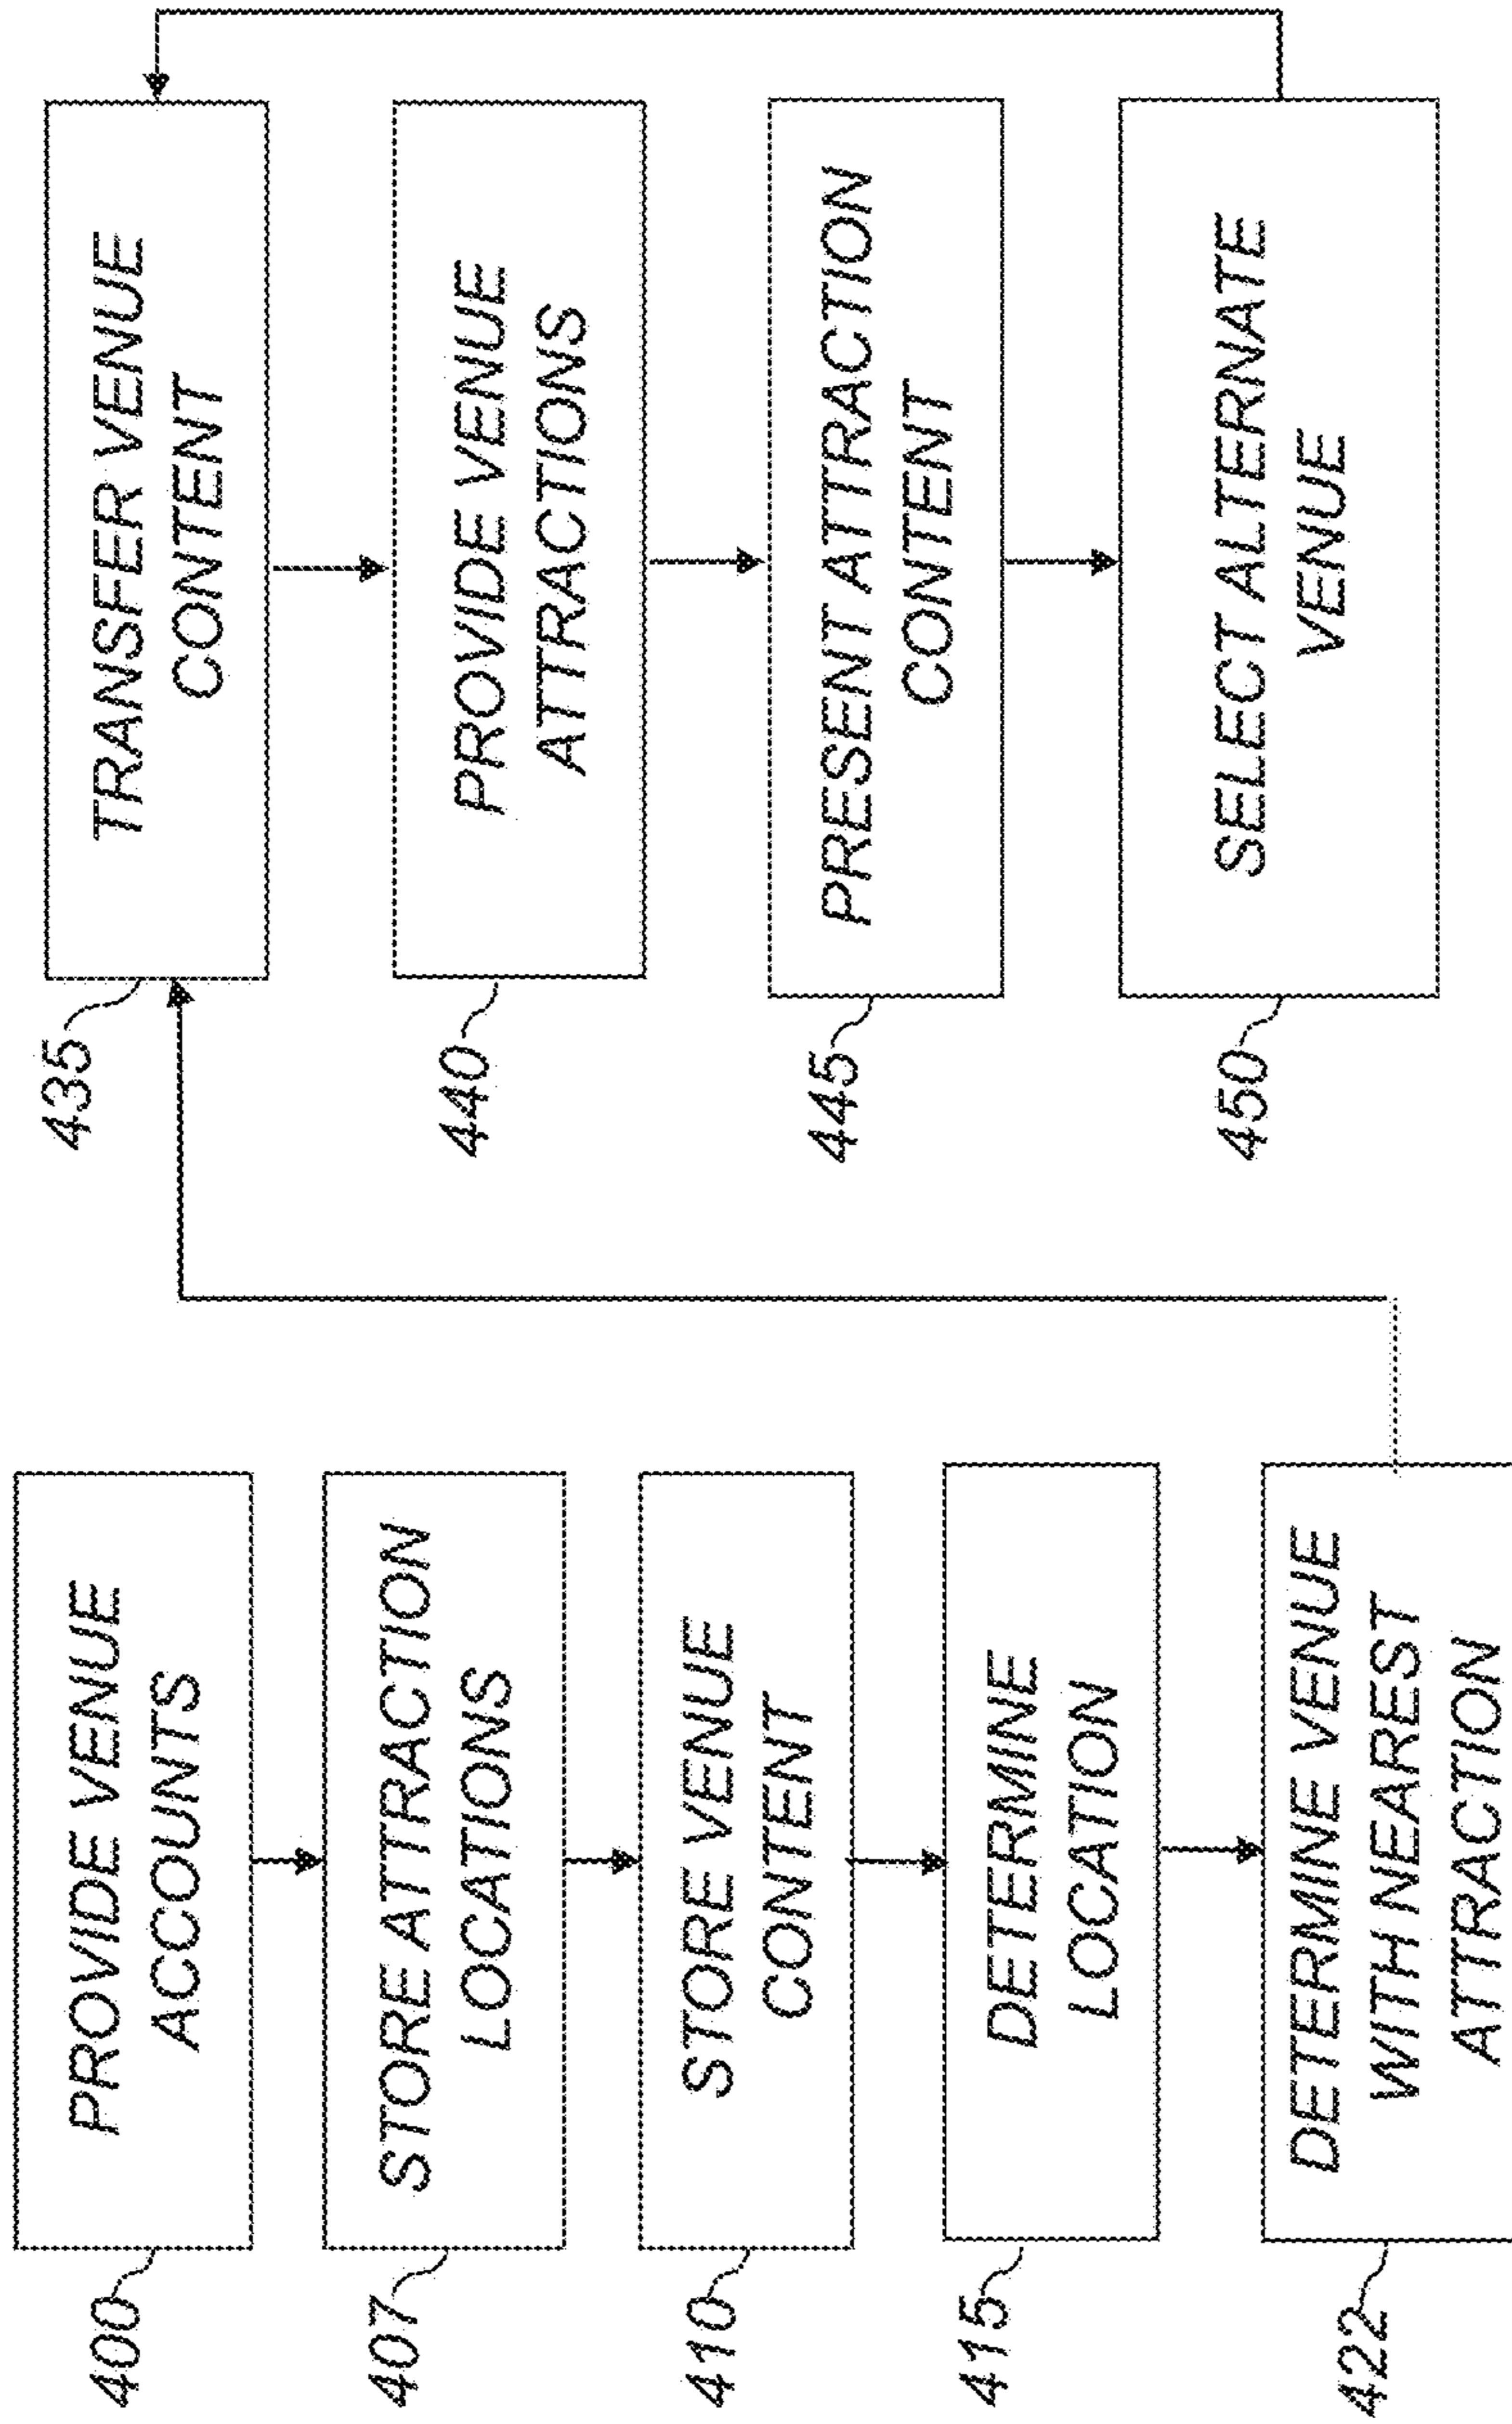 400
PROVIDE VENUE
ACCOUNTS
407
STORE ATTRACTION
LOCATIONS
410
STORE VENUE
CONTENT
415
DETERMINE
LOCATION
422
DETERMINE VENUE
WITH NEAREST
ATTRACTION
435
TRANSFER VENUE
CONTENT
440
PROVIDE VENUE
ATTRACTIONS
445
PRESENT ATTRACTION
CONTENT
450
SELECT ALTERNATE
VENUE